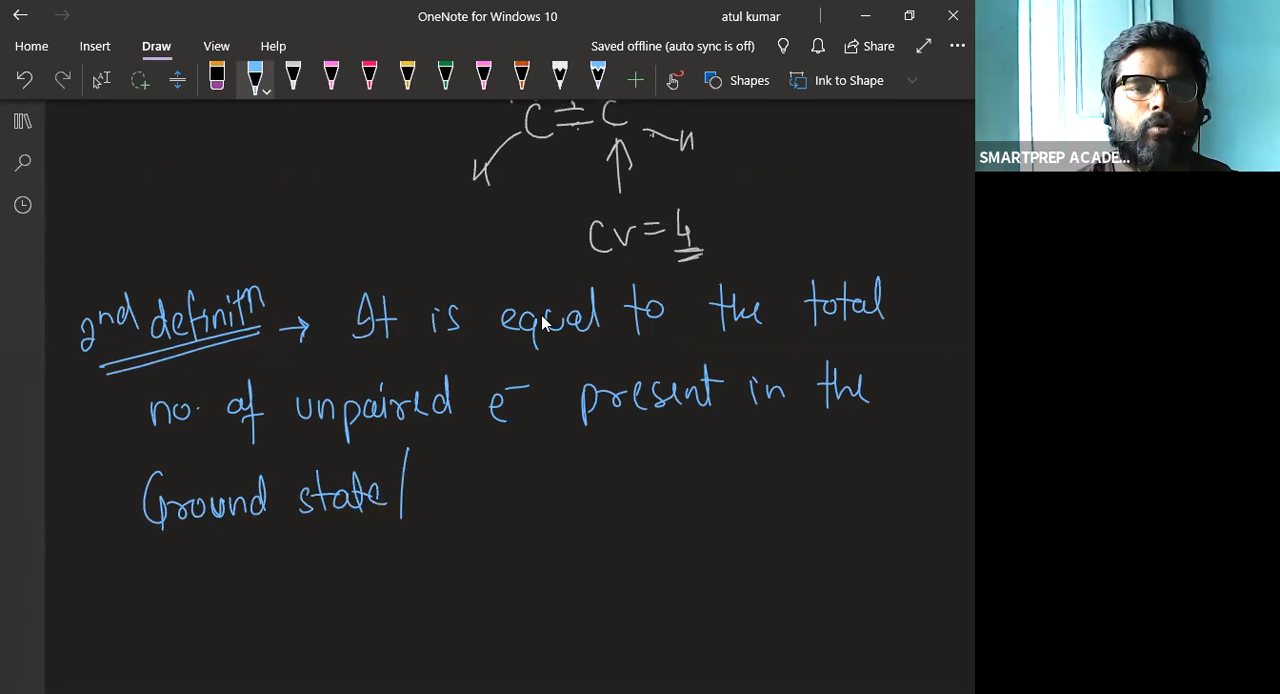 OneNote for Windows 10
atul kumar
Home Insert Draw View Help
Saved offline (auto sync is off)
Share
Shapes
Ink to Shape
SMARTPREP ACADE...
C = C
H H
CV = 4
2nd definitn → It is equal to the total
no. of unpaired e⁻ present in the
Ground state/